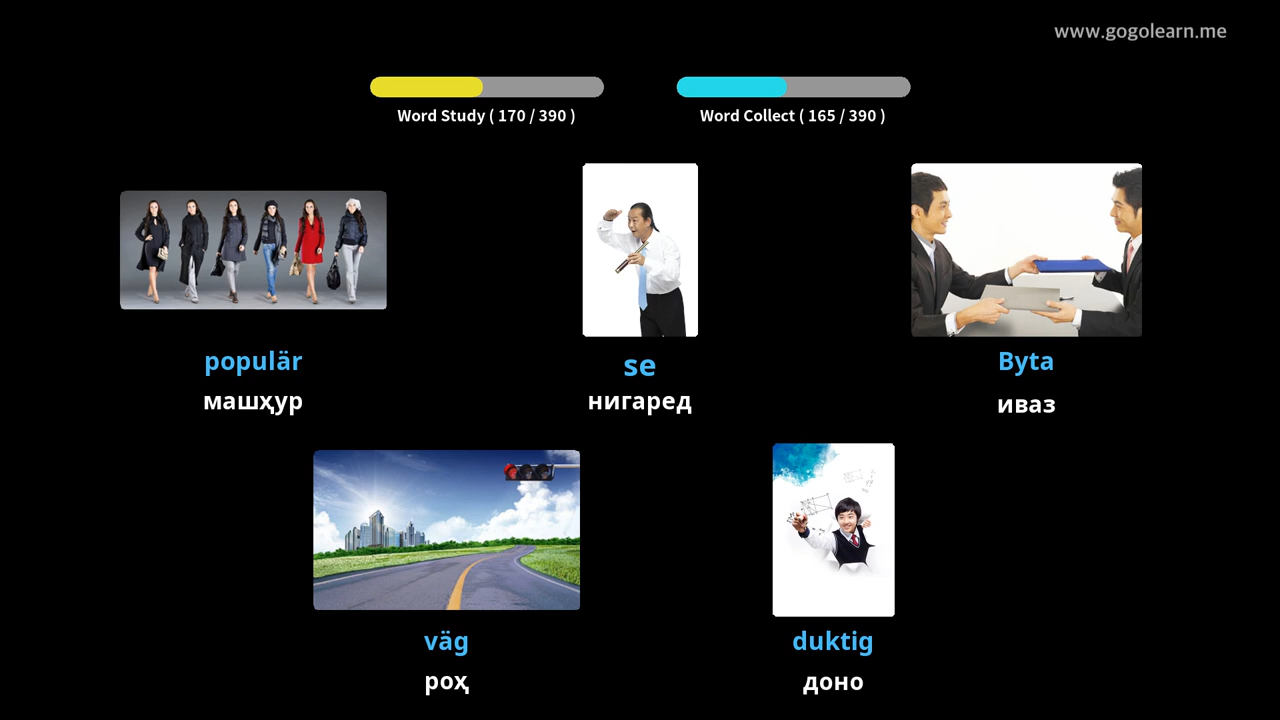 www.gogolearn.me
Word Study ( 170 / 390 )
Word Collect ( 165 / 390 )
populär
машҳур
se
нигаред
Byta
иваз
väg
роҳ
duktig
доно